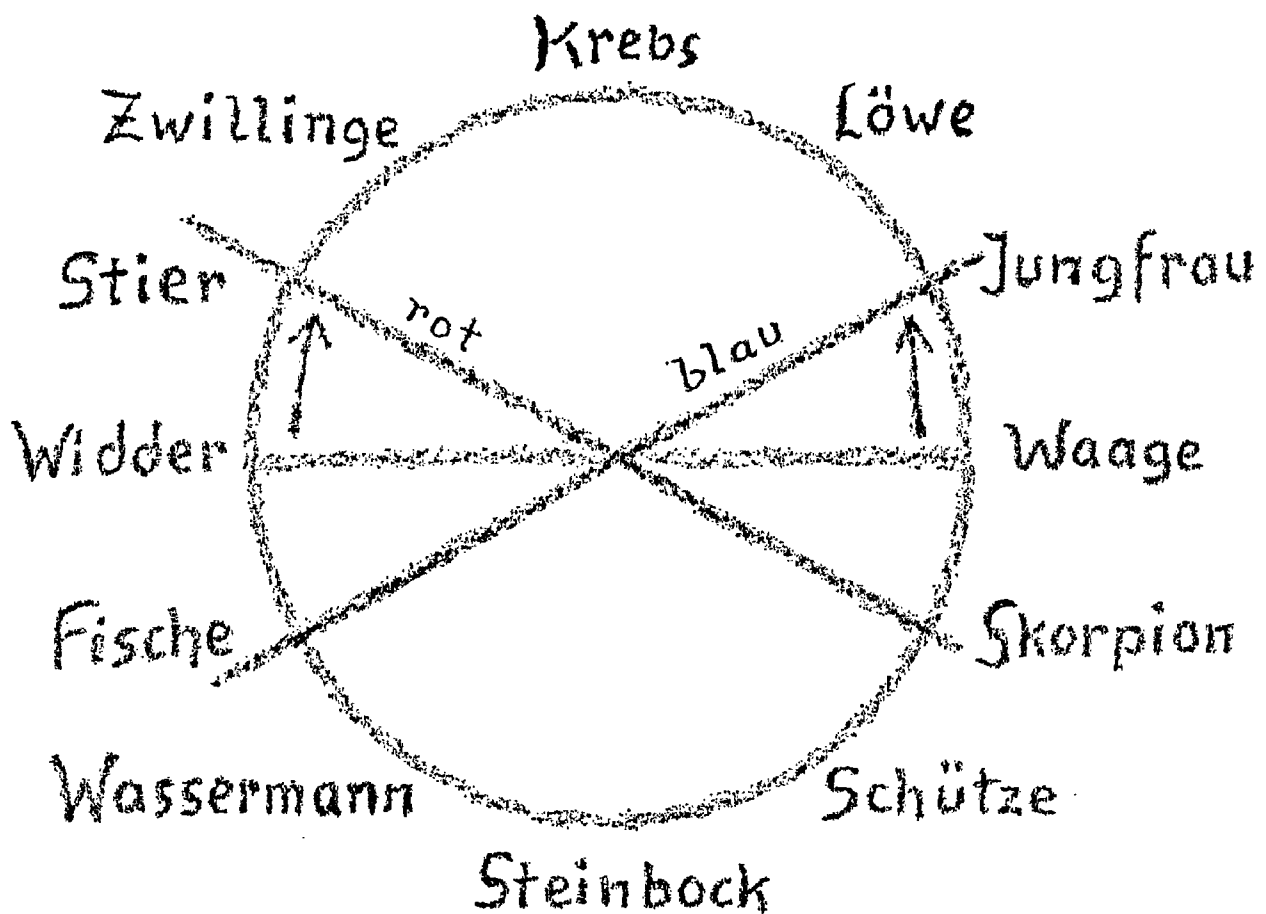 Krebs
Zwillinge
Löwe
Stier
rot
blau
Jungfrau
Widder
Waage
Fische
Skorpion
Wassermann
Schütze
Steinbock